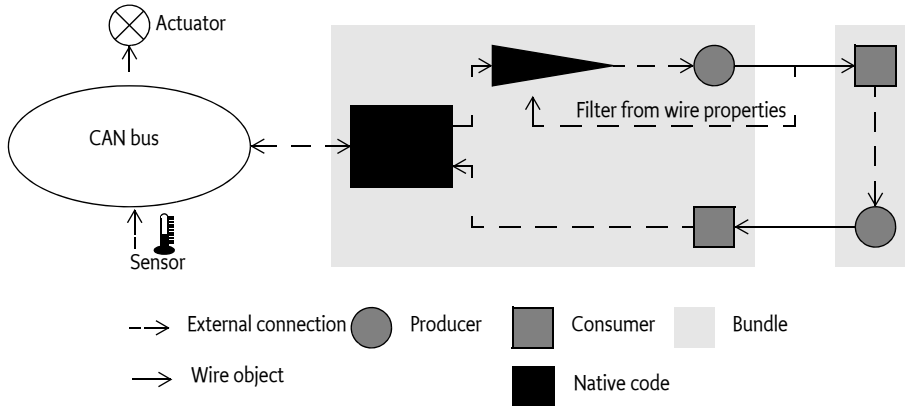 Actuator
CAN bus
Filter from wire properties
Sensor
External connection
Producer
Consumer
Bundle
Wire object
Native code